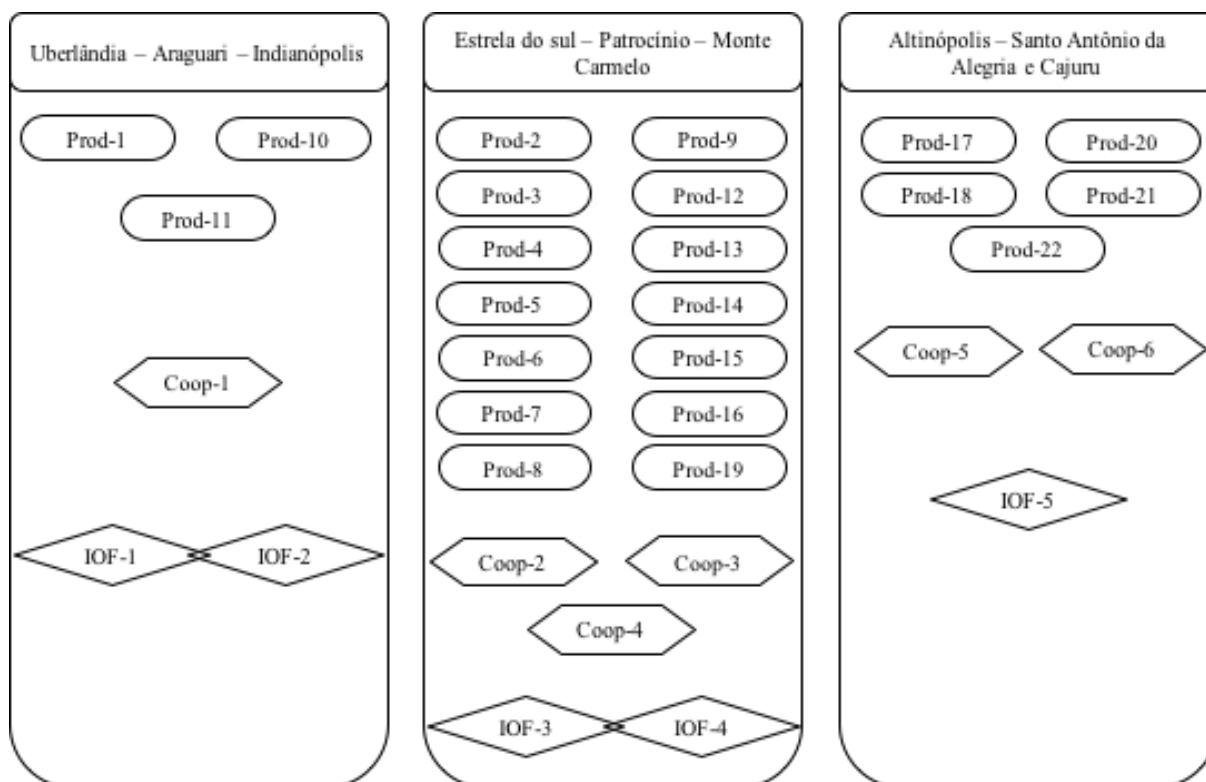 Uberlândia – Araguari – Indianópolis
Prod-1
Prod-10
Prod-11
Coop-1
IOF-1
IOF-2
Estrela do sul – Patrocínio – Monte
Carmelo
Prod-2
Prod-9
Prod-3
Prod-12
Prod-4
Prod-13
Prod-5
Prod-14
Prod-6
Prod-15
Prod-7
Prod-16
Prod-8
Prod-19
Coop-2
Coop-3
Coop-4
IOF-3
IOF-4
Altinópolis – Santo Antônio da
Alegria e Cajuru
Prod-17
Prod-20
Prod-18
Prod-21
Prod-22
Coop-5
Coop-6
IOF-5